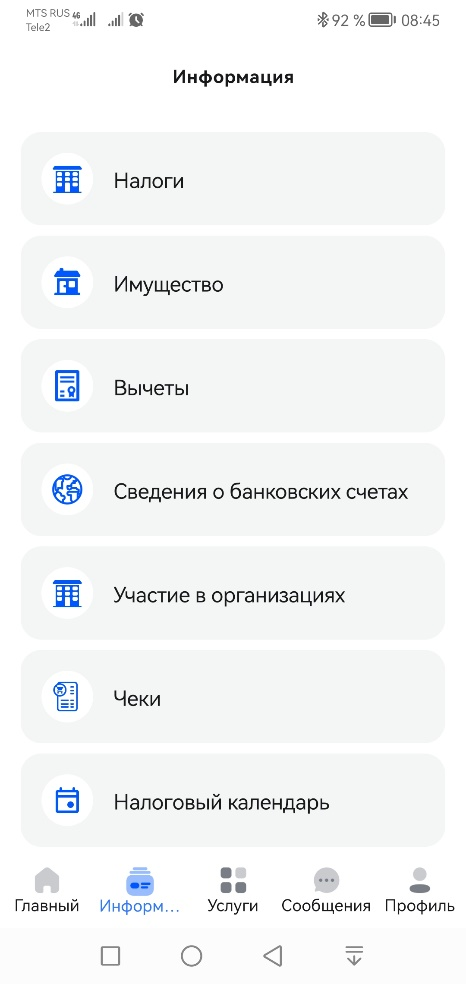 MTS RUS 4G
Tele2
92 % 08:45
Информация
Налоги
Имущество
Вычеты
Сведения о банковских счетах
Участие в организациях
Чеки
Налоговый календарь
Главный Информ... Услуги Сообщения Профиль